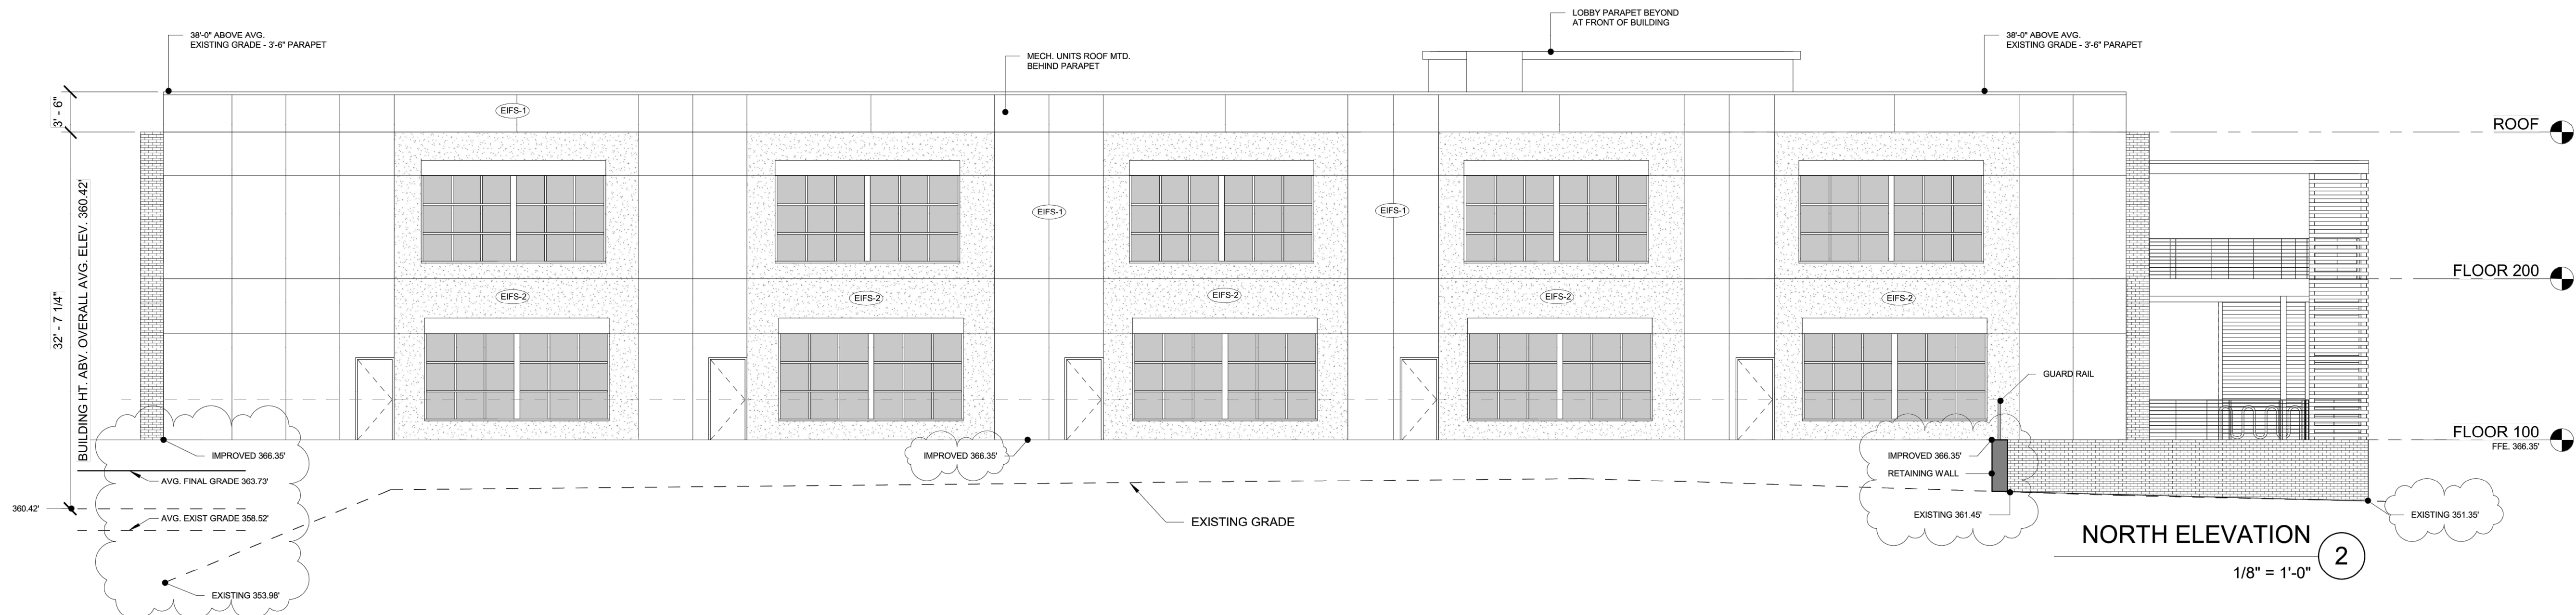 LOBBY PARAPET BEYOND
AT FRONT OF BUILDING
38'-0" ABOVE AVG.
EXISTING GRADE - 3'-6" PARAPET
38'-0" ABOVE AVG.
EXISTING GRADE - 3'-6" PARAPET
MECH. UNITS ROOF MTD.
BEHIND PARAPET
3' - 6"
EIFS-1
ROOF
EIFS-1
EIFS-1
32' - 7 1/4"
BUILDING HT. ABV. OVERALL AVG. ELEV. 360.42'
FLOOR 200
EIFS-2
EIFS-2
EIFS-2
EIFS-2
EIFS-2
GUARD RAIL
FLOOR 100
FFE. 366.35'
IMPROVED 366.35'
IMPROVED 366.35'
IMPROVED 366.35'
RETAINING WALL
AVG. FINAL GRADE 363.73'
360.42'
AVG. EXIST GRADE 358.52'
EXISTING GRADE
EXISTING 361.45'
EXISTING 351.35'
NORTH ELEVATION
2
1/8" = 1'-0"
EXISTING 353.98'